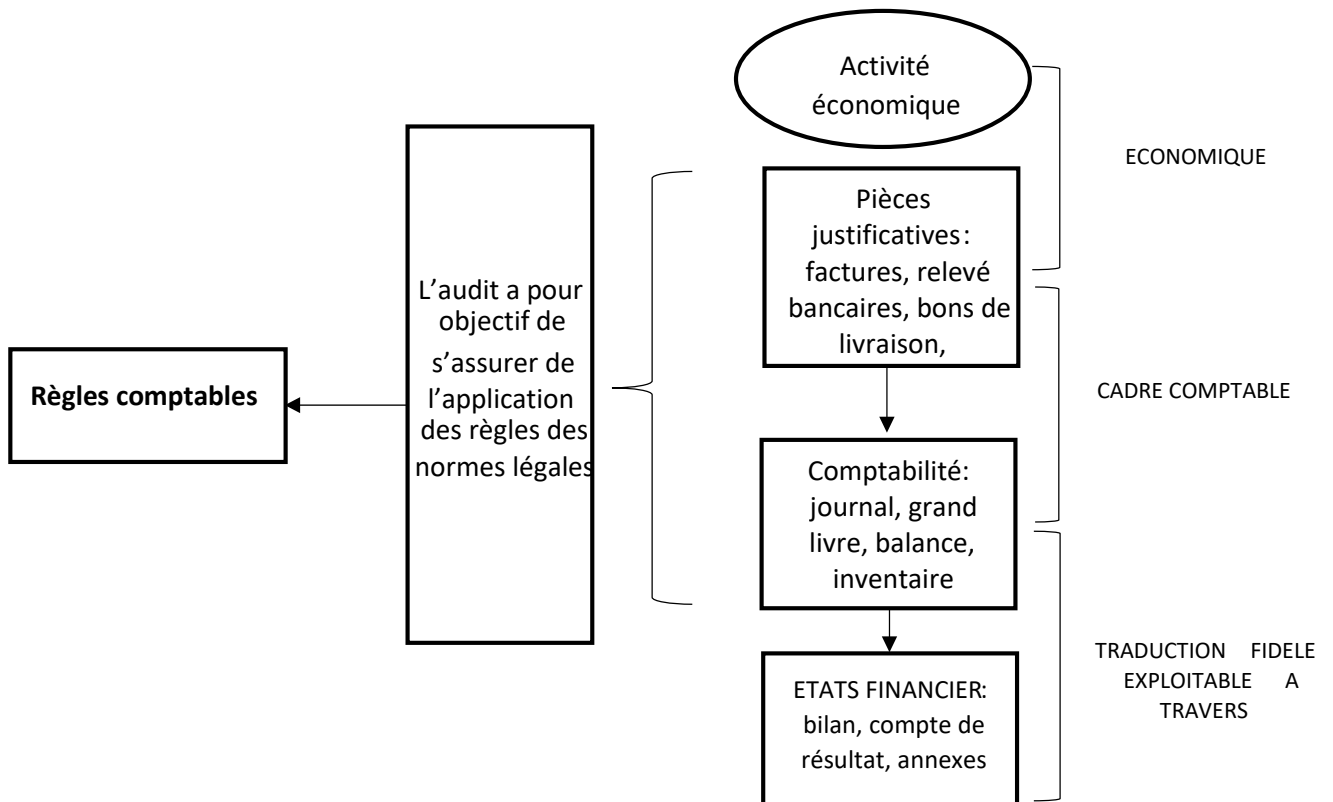 Activité
économique
ECONOMIQUE
Pièces
justificatives:
factures, relevé
bancaires, bons de
livraison,
L'audit a pour
objectif de
s'assurer de
l'application
des règles des
normes légales
Règles comptables
CADRE COMPTABLE
Comptabilité:
journal, grand
livre, balance,
inventaire
TRADUCTION FIDELE
EXPLOITABLE A
TRAVERS
ETATS FINANCIER:
bilan, compte de
résultat, annexes